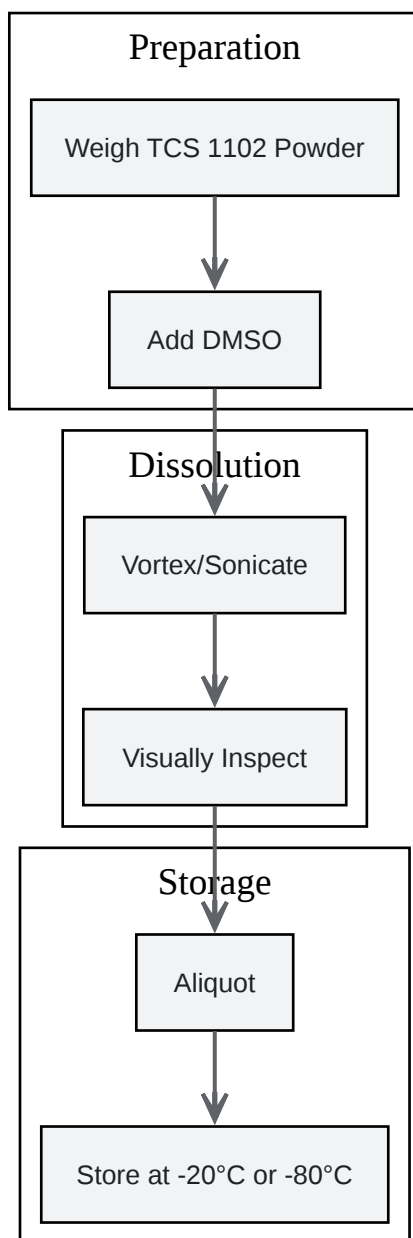 Preparation
Weigh TCS 1102 Powder
Add DMSO
Dissolution
Vortex/Sonicate
Visually Inspect
Storage
Aliquot
Store at -20°C or -80°C